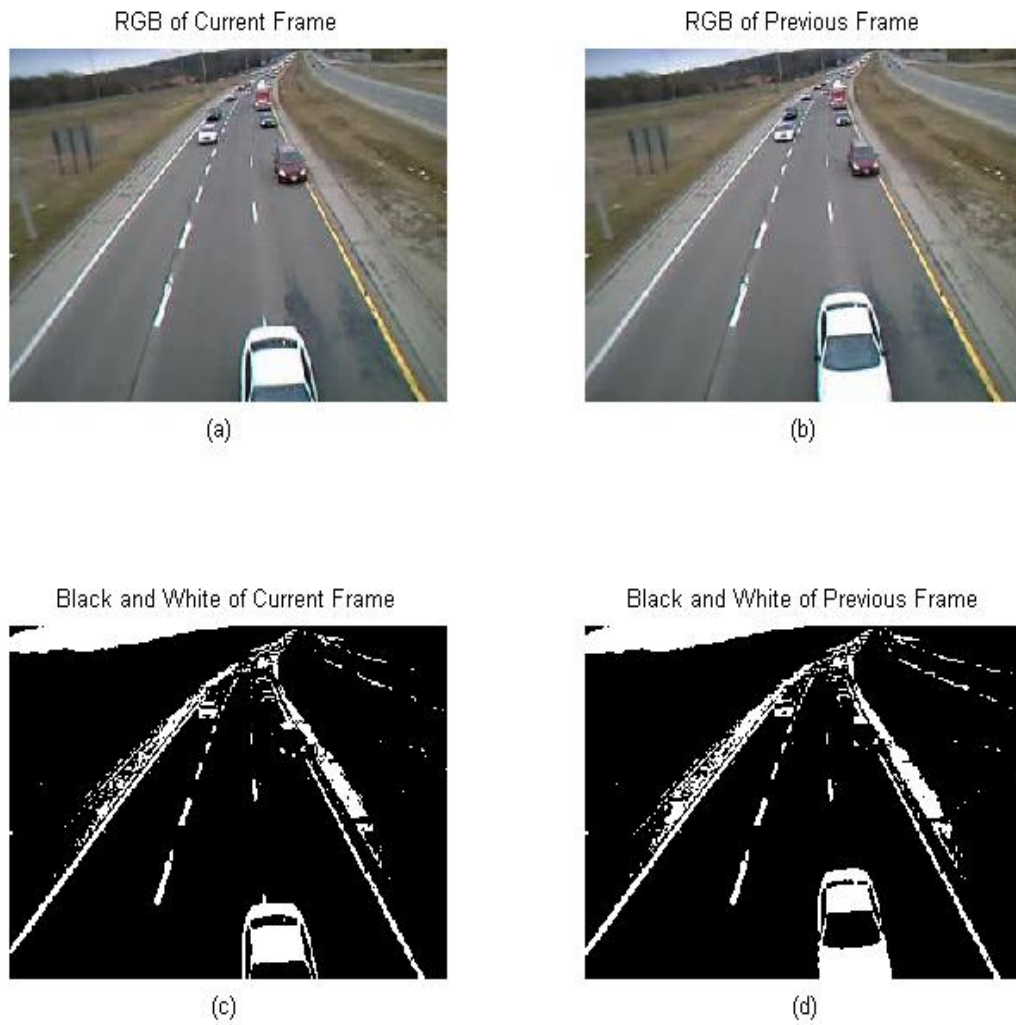 RGB of Current Frame
RGB of Previous Frame
(a)
(b)
Black and White of Current Frame
Black and White of Previous Frame
(c)
(d)